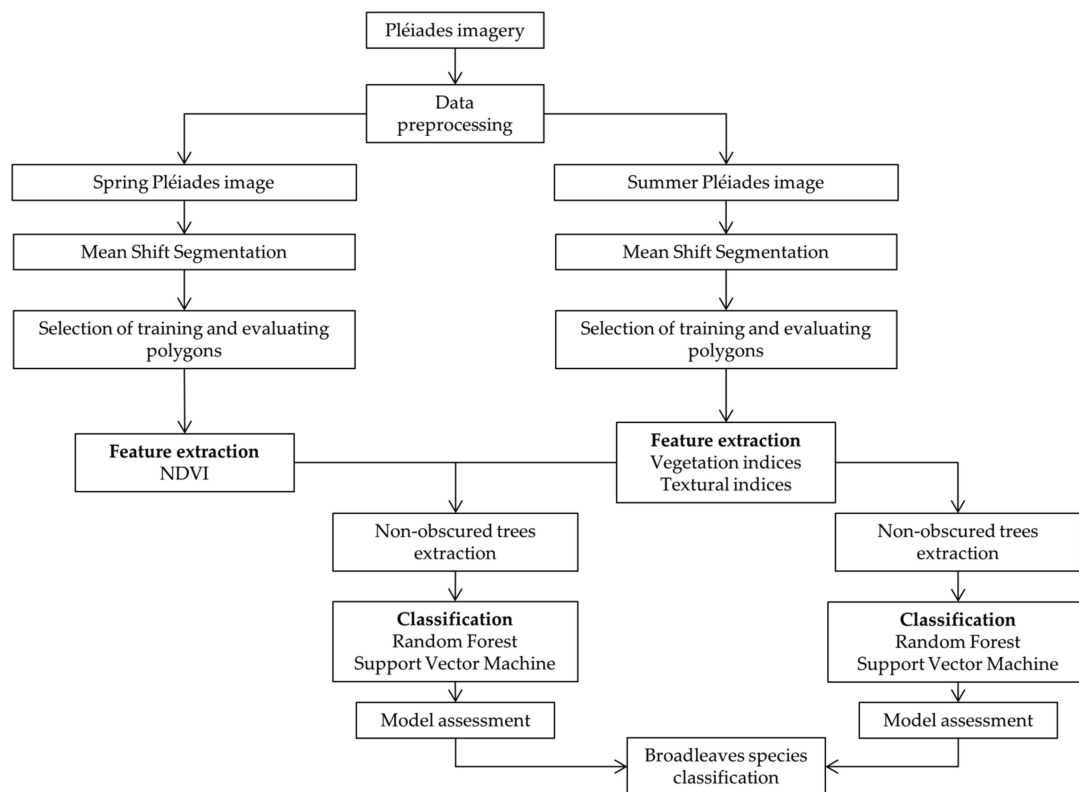 Pléiades imagery
Data
preprocessing
Spring Pléiades image
Summer Pléiades image
Mean Shift Segmentation
Mean Shift Segmentation
Selection of training and evaluating
polygons
Selection of training and evaluating
polygons
Feature extraction
NDVI
Feature extraction
Vegetation indices
Textural indices
Non-obscured trees
extraction
Non-obscured trees
extraction
Classification
Random Forest
Support Vector Machine
Classification
Random Forest
Support Vector Machine
Model assessment
Model assessment
Broadleaves species
classification